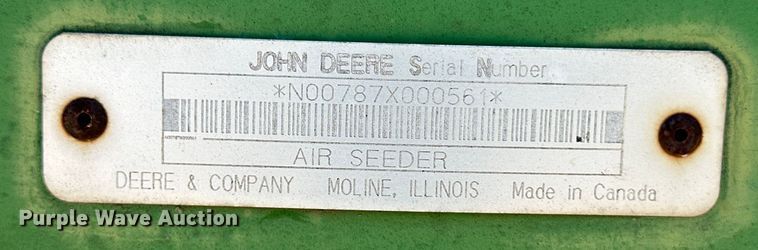 JOHN DEERE Serial Number
*N00787X000561*
AIR SEEDER
DEERE & COMPANY MOLINE, ILLINOIS Made in Canada
Purple Wave Auction